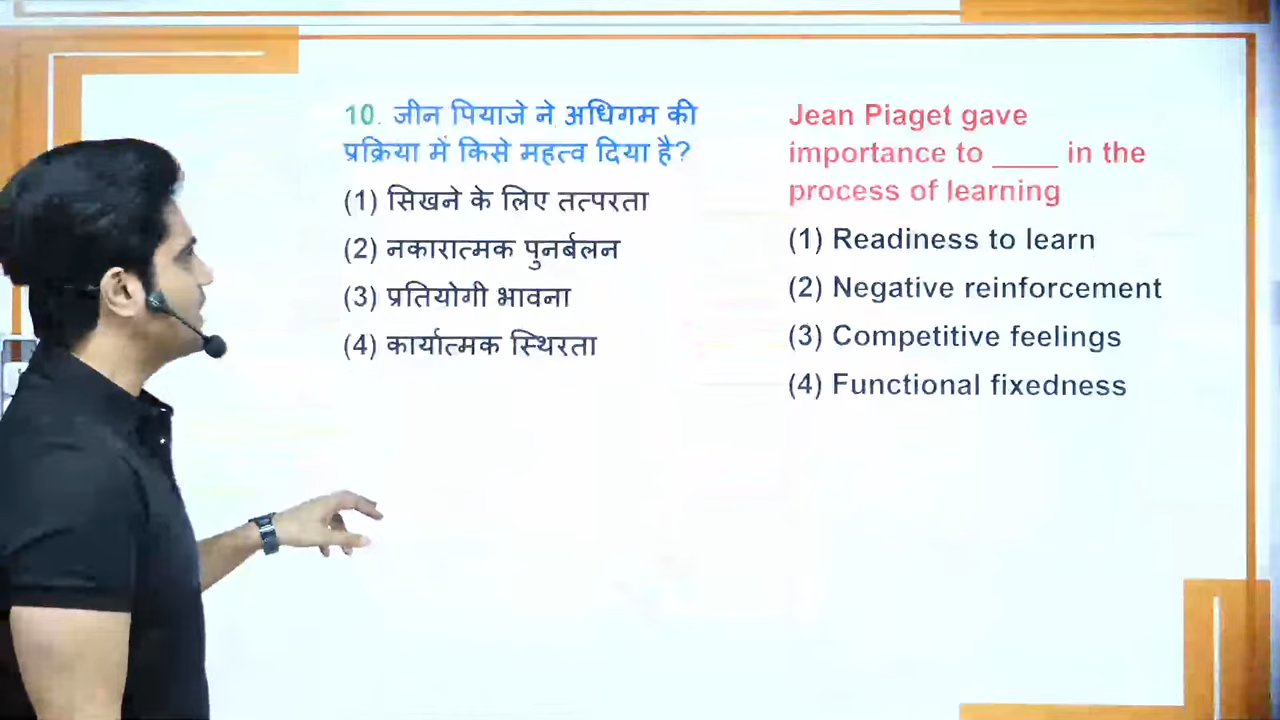 10. जीन पियाजे ने अधिगम की
प्रक्रिया में किसे महत्व दिया है?
(1) सिखने के लिए तत्परता
(2) नकारात्मक पुनर्बलन
(3) प्रतियोगी भावना
(4) कार्यात्मक स्थिरता
Jean Piaget gave
importance to ____ in the
process of learning
(1) Readiness to learn
(2) Negative reinforcement
(3) Competitive feelings
(4) Functional fixedness